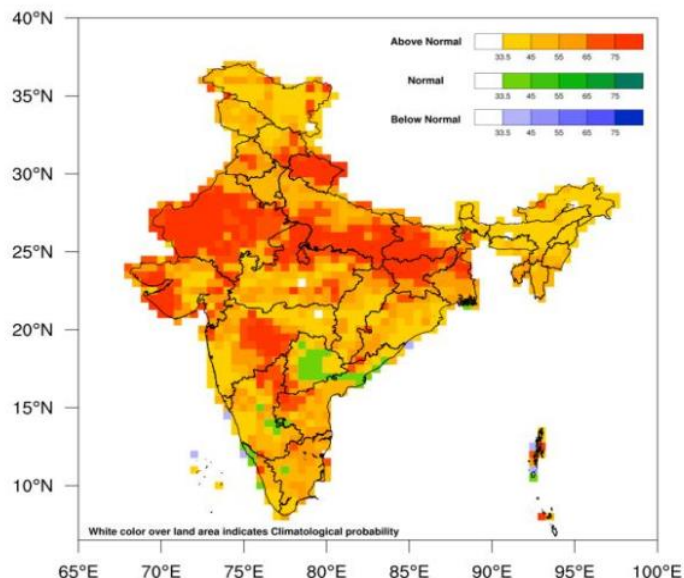 40°N
Above Normal
33.5 45 55 65 75
35°N
Normal
33.5 45 55 65 75
Below Normal
33.5 45 55 65 75
30°N
25°N
20°N
15°N
10°N
White color over land area indicates Climatological probability
65°E 70°E 75°E 80°E 85°E 90°E 95°E 100°E